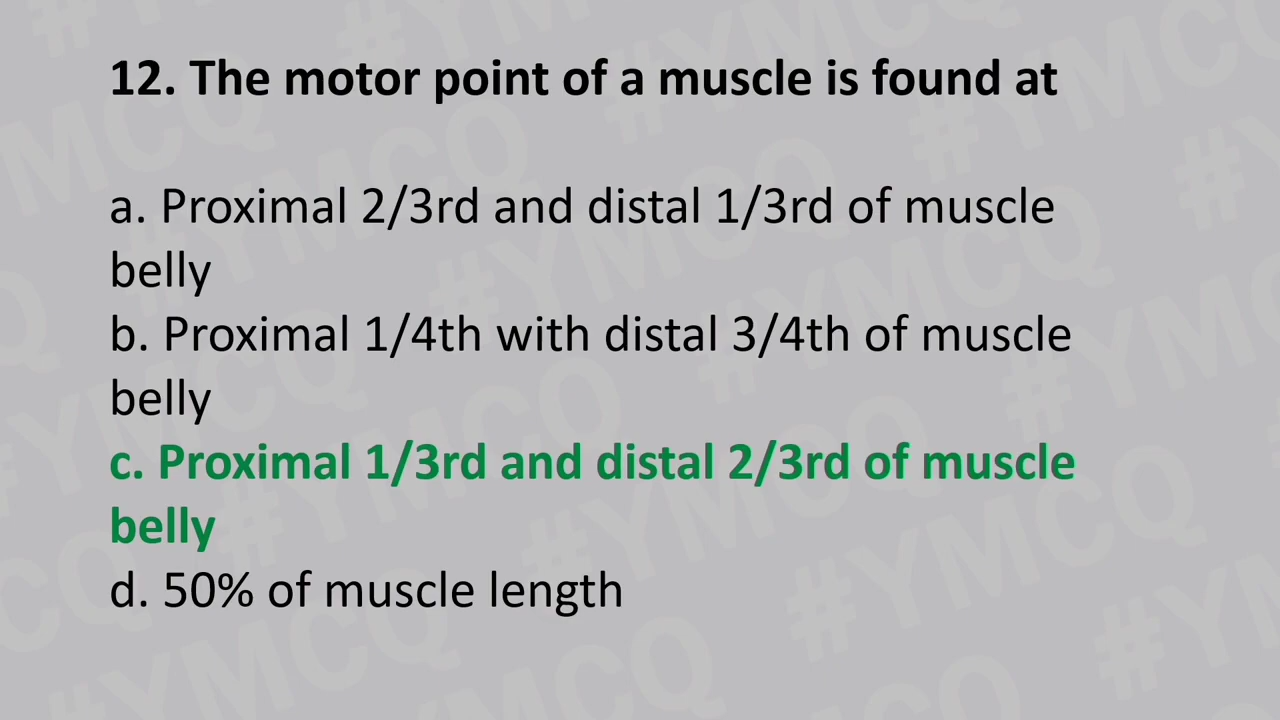 12. The motor point of a muscle is found at
a. Proximal 2/3rd and distal 1/3rd of muscle
belly
b. Proximal 1/4th with distal 3/4th of muscle
belly
c. Proximal 1/3rd and distal 2/3rd of muscle
belly
d. 50% of muscle length
#YMCQ